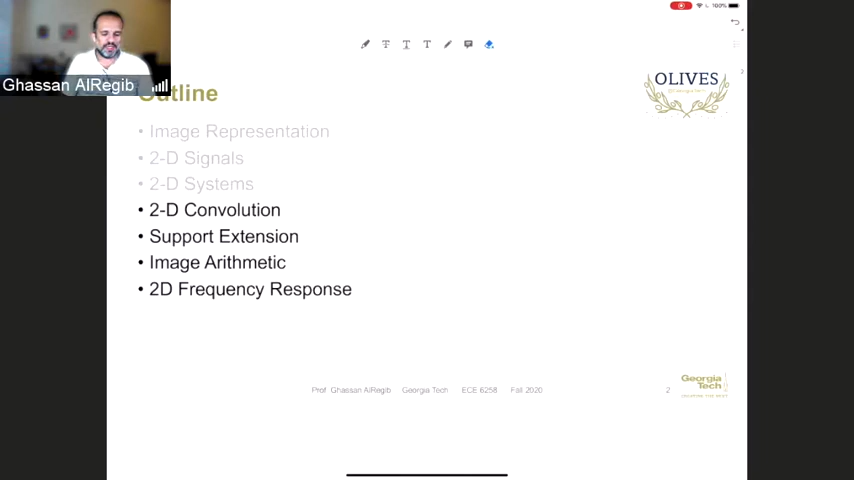 100%
Ghassan AlRegib
Outline
OLIVES
• Image Representation
• 2-D Signals
• 2-D Systems
• 2-D Convolution
• Support Extension
• Image Arithmetic
• 2D Frequency Response
Prof Ghassan AlRegib Georgia Tech ECE 6258 Fall 2020 2
Georgia
Tech